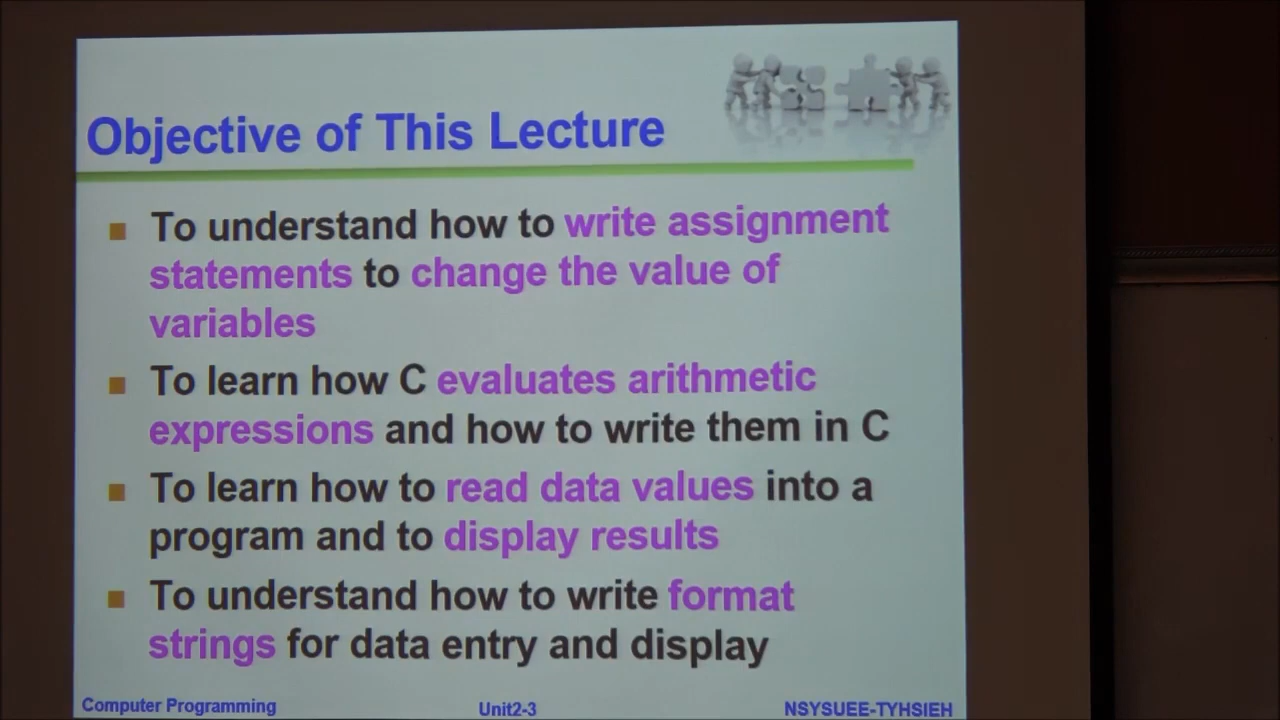 Objective of This Lecture
To understand how to write assignment
statements to change the value of
variables
To learn how C evaluates arithmetic
expressions and how to write them in C
To learn how to read data values into a
program and to display results
To understand how to write format
strings for data entry and display
Computer Programming
Unit2-3
NSYSUEE-TYHSIEH